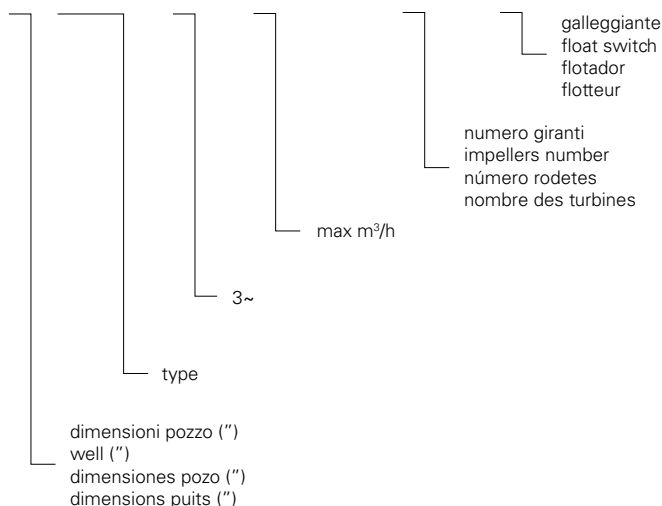 galleggiante
float switch
flotador
flotteur
numero giranti
impellers number
número rodetes
nombre des turbines
max m³/h
3~
type
dimensioni pozzo (")
well (")
dimensiones pozo (")
dimensions puits (")